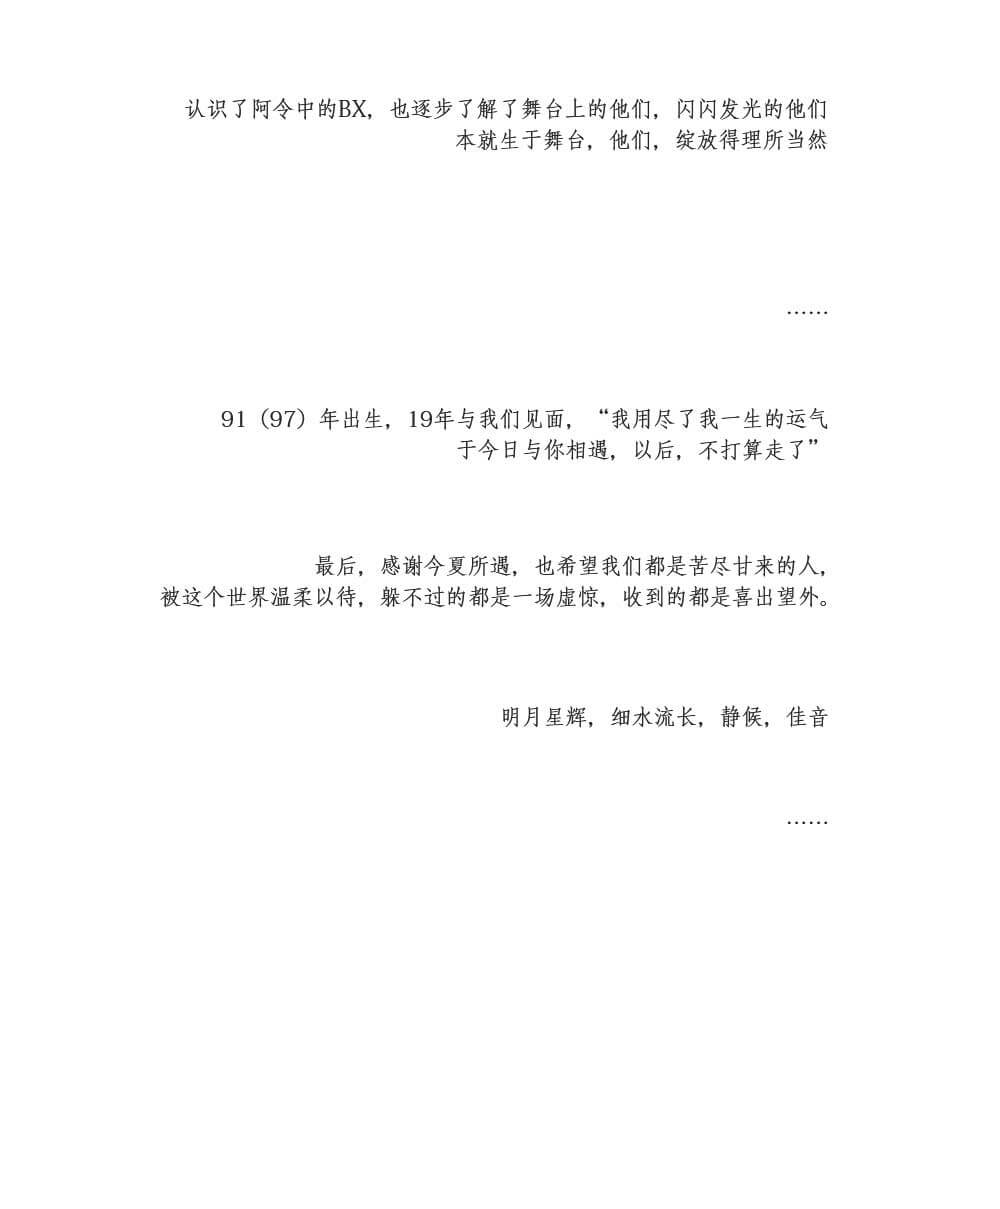 认识了阿令中的BX，也逐步了解了舞台上的他们，闪闪发光的他们
本就生于舞台，他们，绽放得理所当然
……
91（97）年出生，19年与我们见面，“我用尽了我一生的运气
于今日与你相遇，以后，不打算走了”
最后，感谢今夏所遇，也希望我们都是苦尽甘来的人，
被这个世界温柔以待，躲不过的都是一场虚惊，收到的都是喜出望外。
明月星辉，细水流长，静候，佳音
……